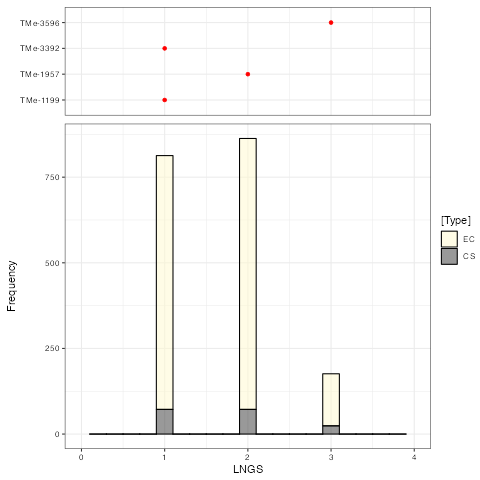 TMe-3596
TMe-3392
TMe-1957
TMe-1199
750
500
250
0
Frequency
0 1 2 3 4
LNGS
[Type]
EC
CS